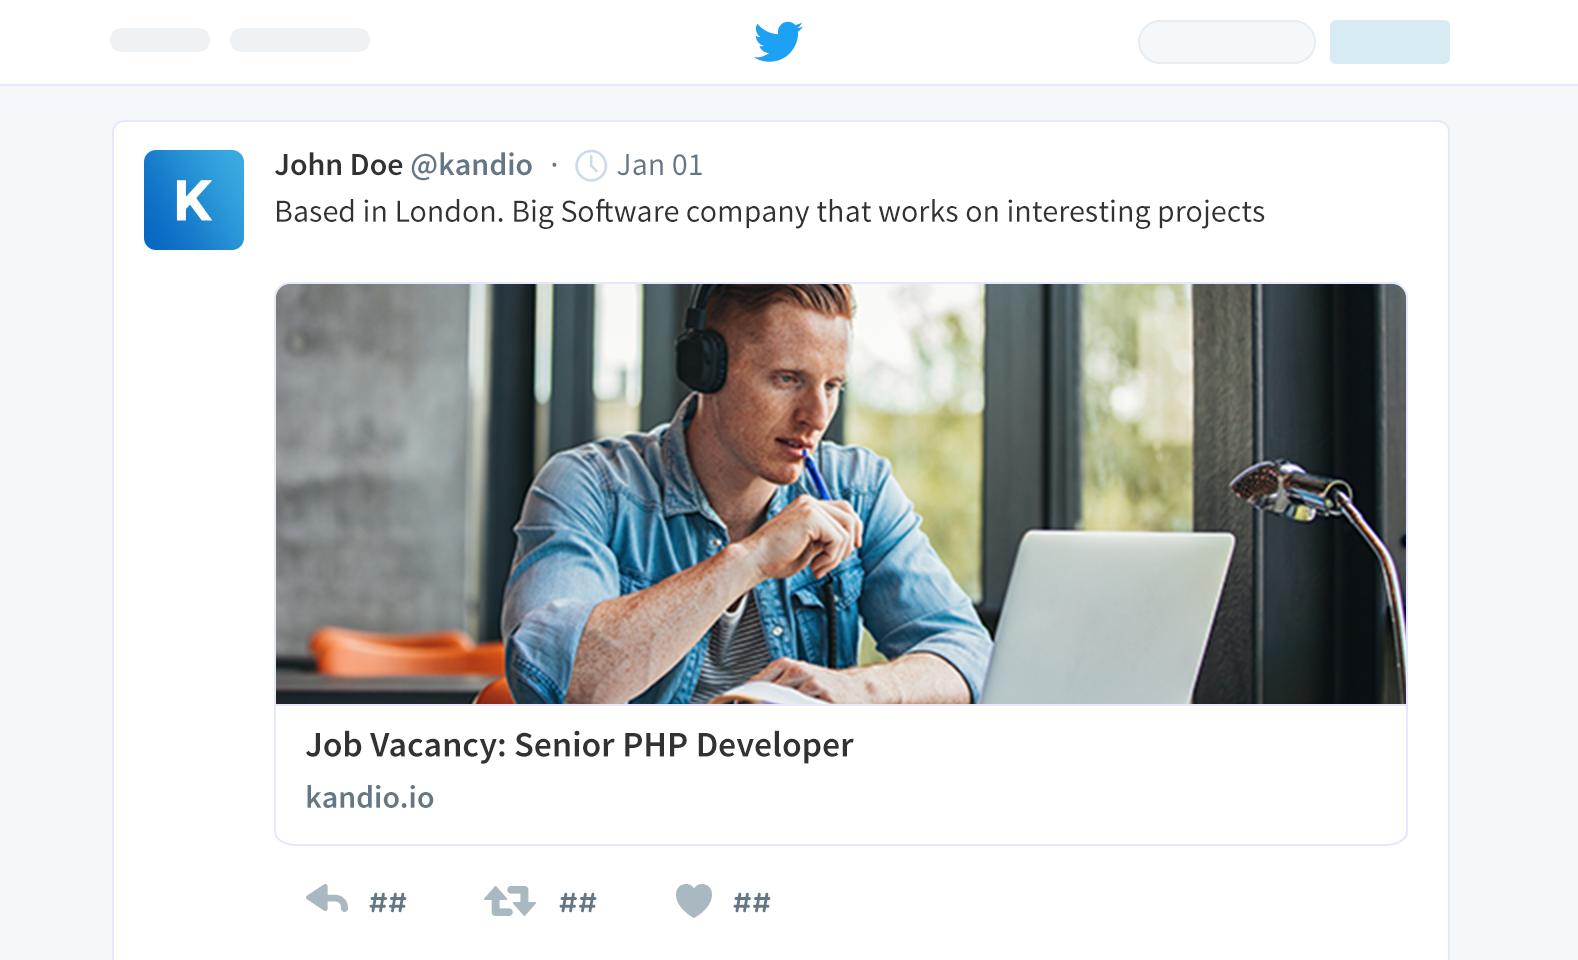 K
John Doe @kandio · Jan 01
Based in London. Big Software company that works on interesting projects
Job Vacancy: Senior PHP Developer
kandio.io
## ## ##